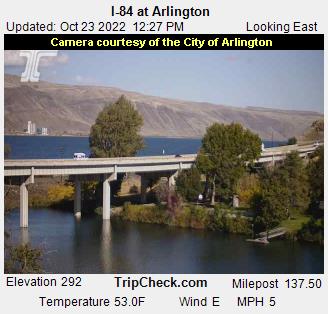 I-84 at Arlington
Updated: Oct 23 2022 12:27 PM Looking East
Camera courtesy of the City of Arlington
Elevation 292 TripCheck.com Milepost 137.50
Temperature 53.0F Wind E MPH 5